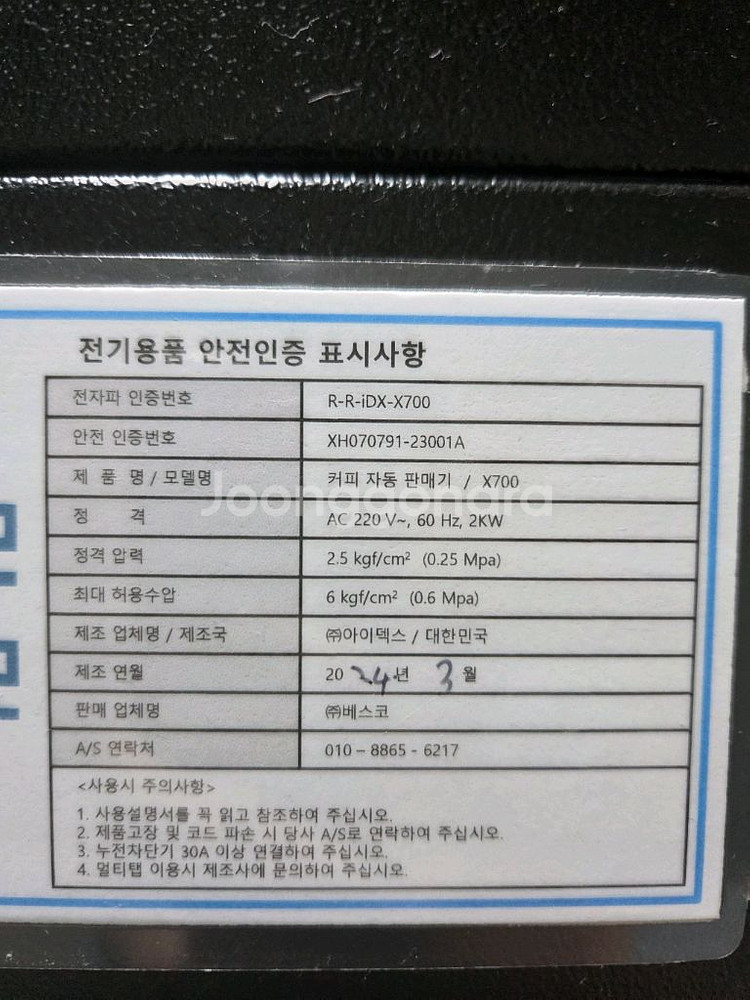 전기용품 안전인증 표시사항
전자파 인증번호 R-R-iDX-X700
안전 인증번호 XH070791-23001A
제 품 명 / 모델명 커피 자동 판매기 / X700
Joonggonara
정 격 AC 220 V~, 60 Hz, 2KW
정격 압력 2.5 kgf/cm² (0.25 Mpa)
최대 허용수압 6 kgf/cm² (0.6 Mpa)
제조 업체명 / 제조국 ㈜아이덱스 / 대한민국
제조 연월 2024년 3월
판매 업체명 ㈜베스코
A/S 연락처 010 – 8865 - 6217
<사용시 주의사항>
1. 사용설명서를 꼭 읽고 참조하여 주십시오.
2. 제품고장 및 코드 파손 시 당사 A/S로 연락하여 주십시오.
3. 누전차단기 30A 이상 연결하여 주십시오.
4. 멀티탭 이용시 제조사에 문의하여 주십시오.